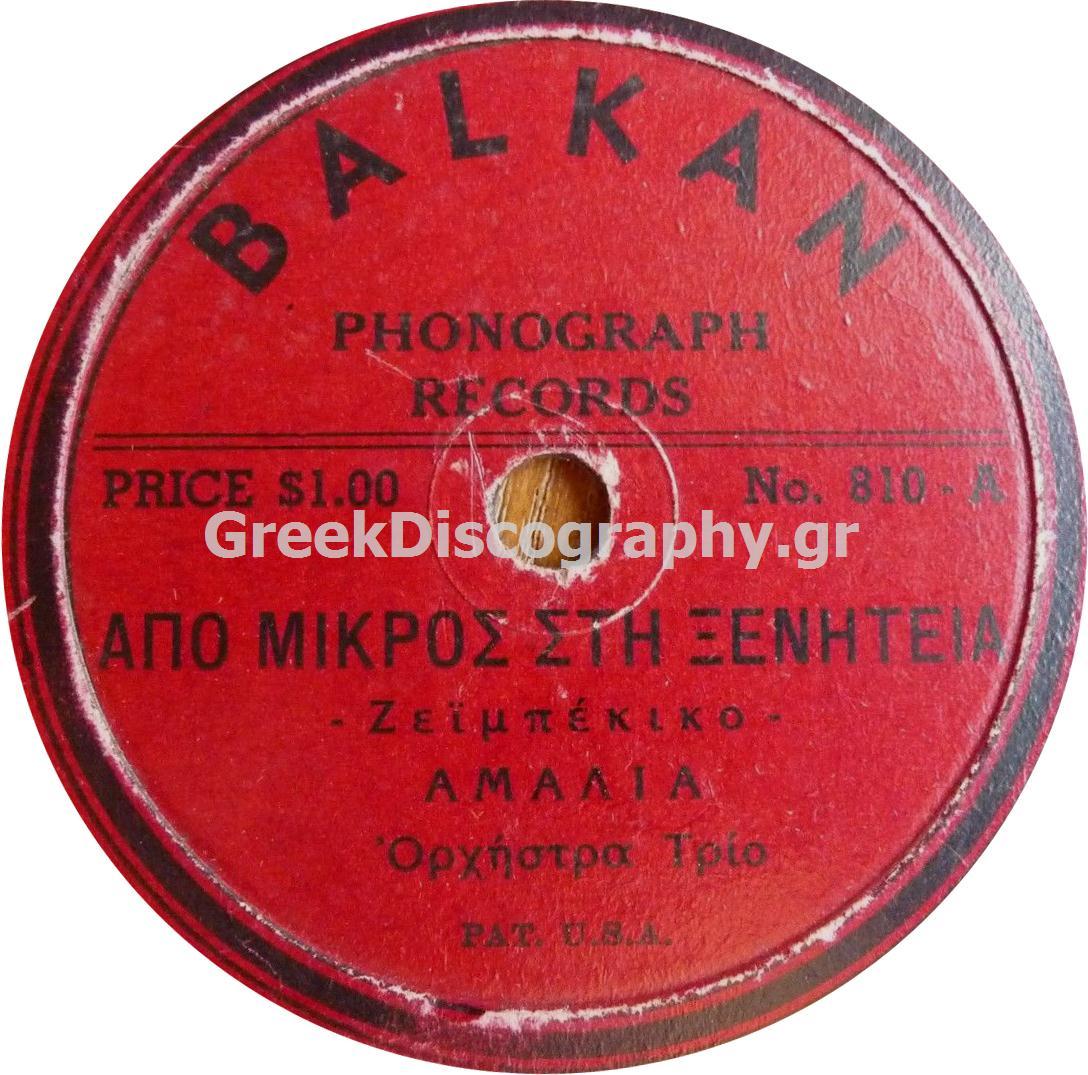 BALKAN
PHONOGRAPH
RECORDS
PRICE $1.00 No. 810 - A
GreekDiscography.gr
ΑΠΟ ΜΙΚΡΟΣ ΣΤΗ ΞΕΝΗΤΕΙΑ
- Ζεϊμπέκικο -
ΑΜΑΛΙΑ
Ὀρχήστρα Τρίο
PAT. U.S.A.